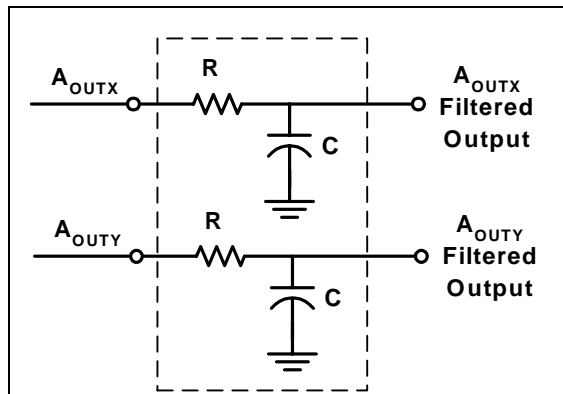 R
A_OUTX
A_OUTX
Filtered
Output
C
R
A_OUTY
A_OUTY
Filtered
Output
C